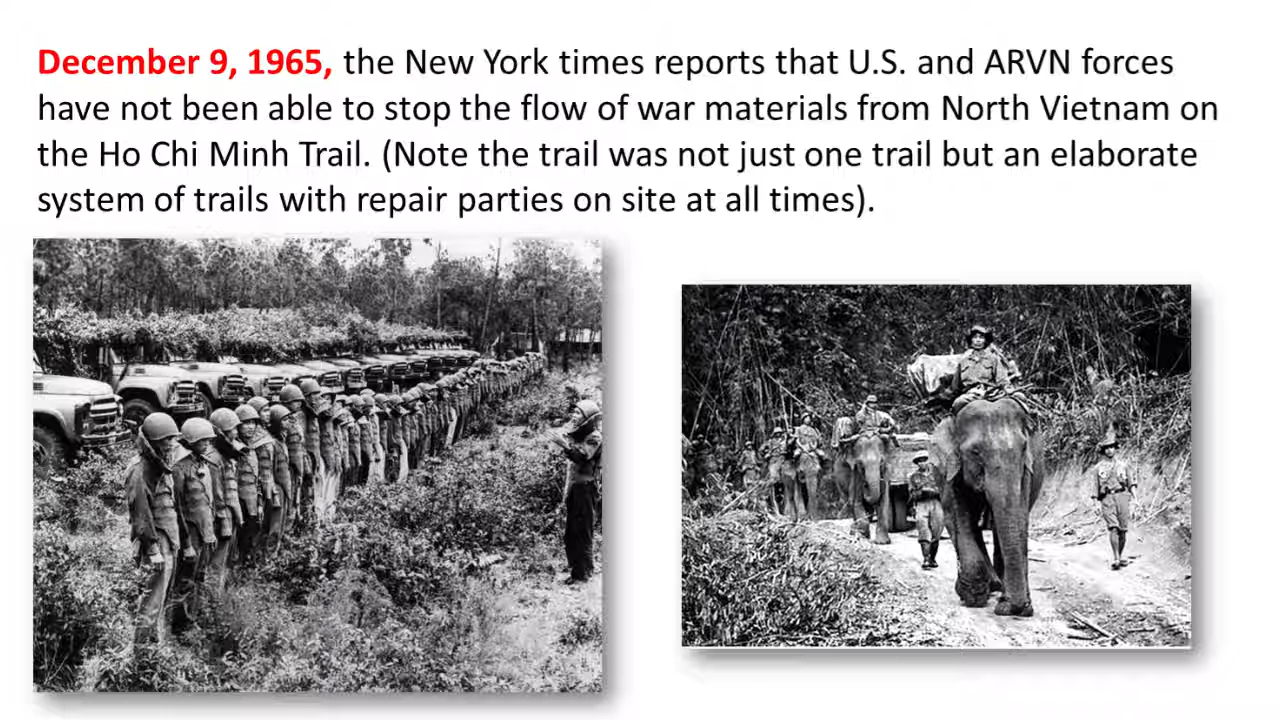 December 9, 1965, the New York times reports that U.S. and ARVN forces
have not been able to stop the flow of war materials from North Vietnam on
the Ho Chi Minh Trail. (Note the trail was not just one trail but an elaborate
system of trails with repair parties on site at all times).